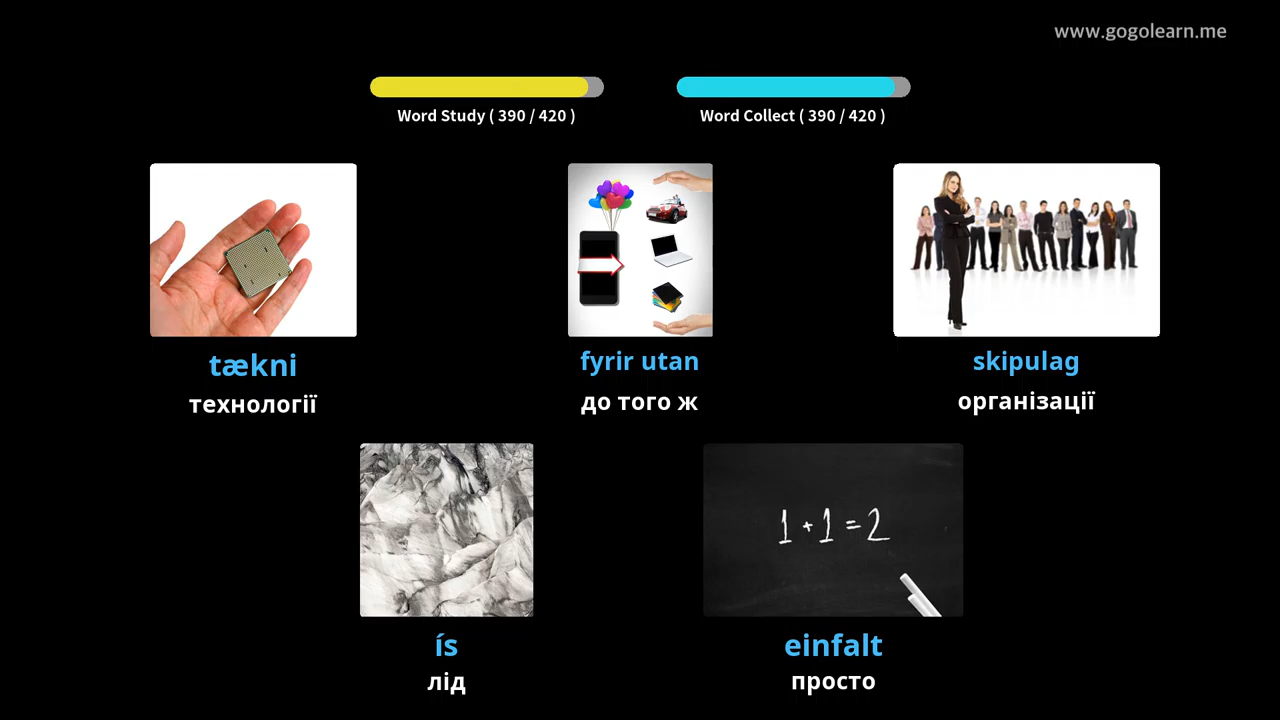 www.gogolearn.me
Word Study ( 390 / 420 )
Word Collect ( 390 / 420 )
tækni
технології
fyrir utan
до того ж
skipulag
організації
1 + 1 = 2
ís
лід
einfalt
просто